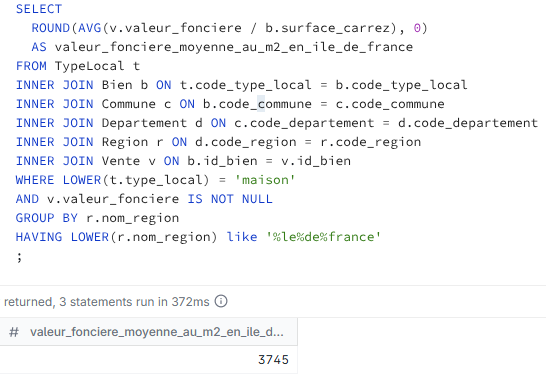 SELECT
ROUND(AVG(v.valeur_fonciere / b.surface_carrez), 0)
AS valeur_fonciere_moyenne_au_m2_en_ile_de_france
FROM TypeLocal t
INNER JOIN Bien b ON t.code_type_local = b.code_type_local
INNER JOIN Commune c ON b.code_commune = c.code_commune
INNER JOIN Departement d ON c.code_departement = d.code_departement
INNER JOIN Region r ON d.code_region = r.code_region
INNER JOIN Vente v ON b.id_bien = v.id_bien
WHERE LOWER(t.type_local) = 'maison'
AND v.valeur_fonciere IS NOT NULL
GROUP BY r.nom_region
HAVING LOWER(r.nom_region) like '%le%de%france'
;
returned, 3 statements run in 372ms
# valeur_fonciere_moyenne_au_m2_en_ile_d...
3745